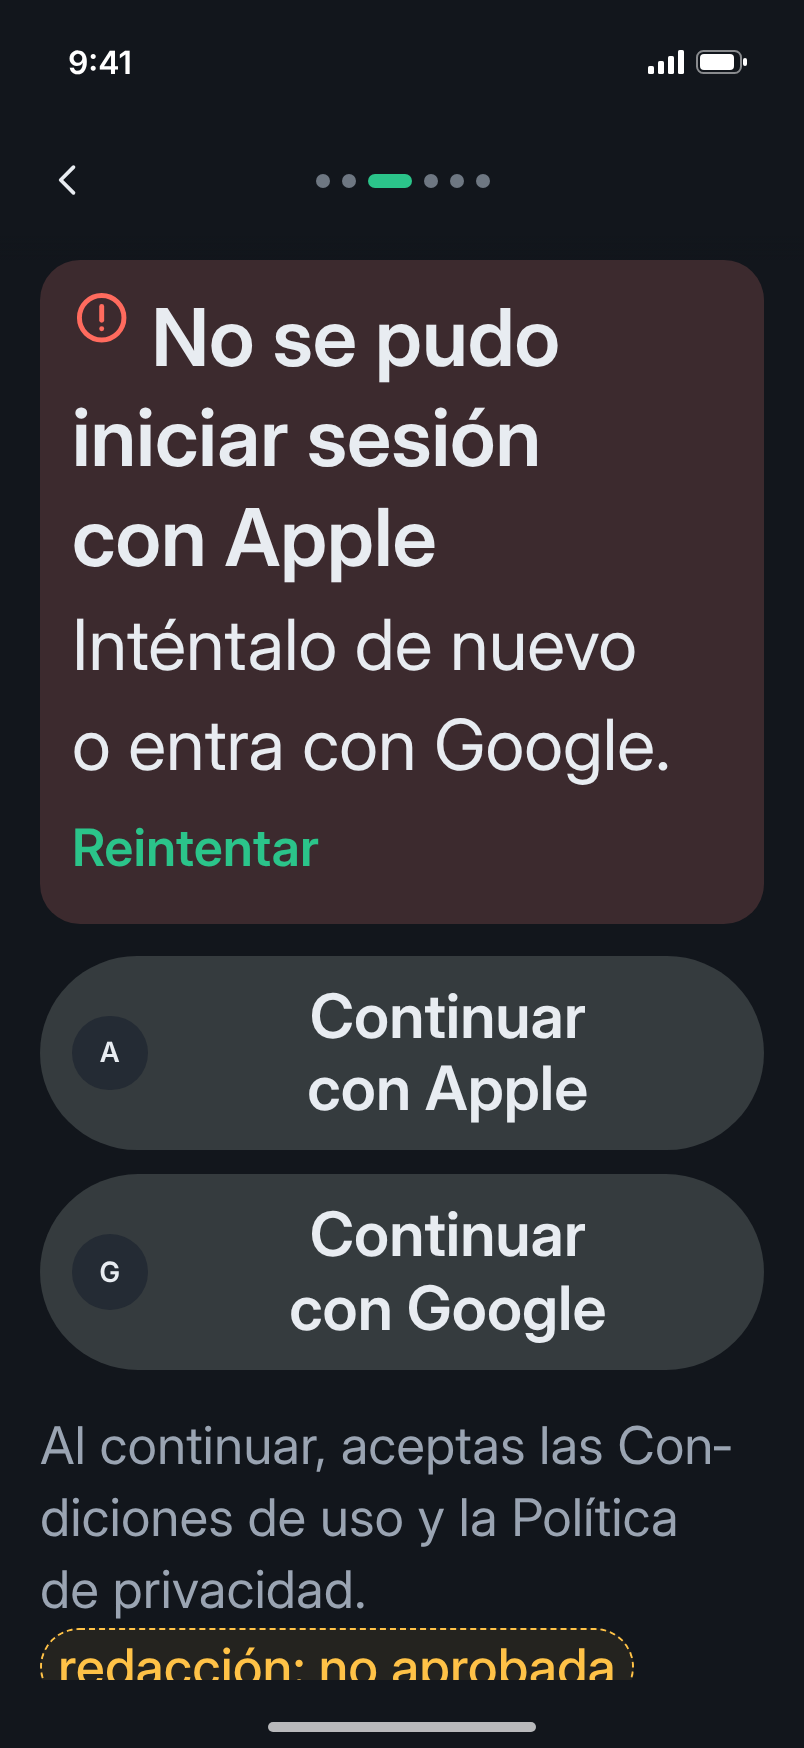 9:41
No se pudo
iniciar sesión
con Apple
Inténtalo de nuevo
o entra con Google.
Reintentar
A
Continuar
con Apple
G
Continuar
con Google
Al continuar, aceptas las Con-
diciones de uso y la Política
de privacidad.
redacción: no aprobada